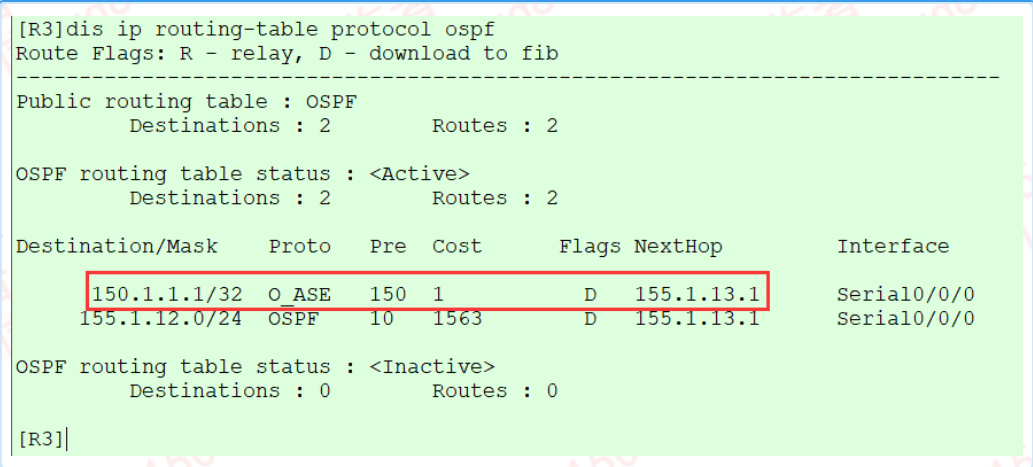 [R3]dis ip routing-table protocol ospf
Route Flags: R - relay, D - download to fib
------------------------------------------------------------------------------
Public routing table : OSPF
         Destinations : 2        Routes : 2
OSPF routing table status : <Active>
         Destinations : 2        Routes : 2
Destination/Mask    Proto   Pre  Cost      Flags NextHop         Interface
      150.1.1.1/32  O_ASE   150  1           D   155.1.13.1      Serial0/0/0
     155.1.12.0/24  OSPF    10   1563        D   155.1.13.1      Serial0/0/0
OSPF routing table status : <Inactive>
         Destinations : 0        Routes : 0
[R3]